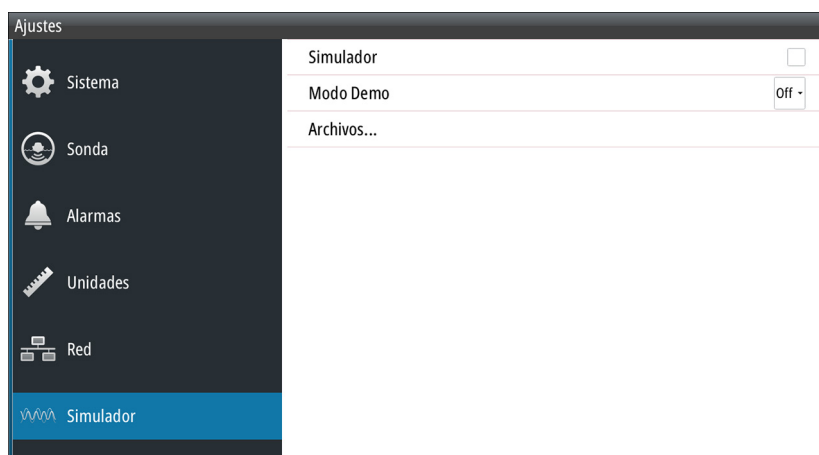 Ajustes
Sistema
Sonda
Alarmas
Unidades
Red
Simulador
Simulador
Modo Demo
Off
Archivos...